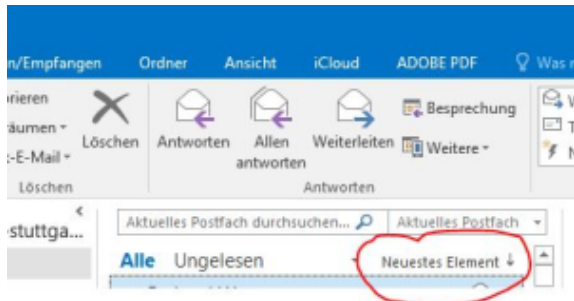 n/Empfangen Ordner Ansicht iCloud ADOBE PDF Was
orieren
äumen
-E-Mail
Löschen
Antworten
Allen
antworten
Weiterleiten
Besprechung
Weitere
Löschen
Antworten
stuttga...
Aktuelles Postfach durchsuchen... Aktuelles Postfach
Alle Ungelesen Neuestes Element ↓